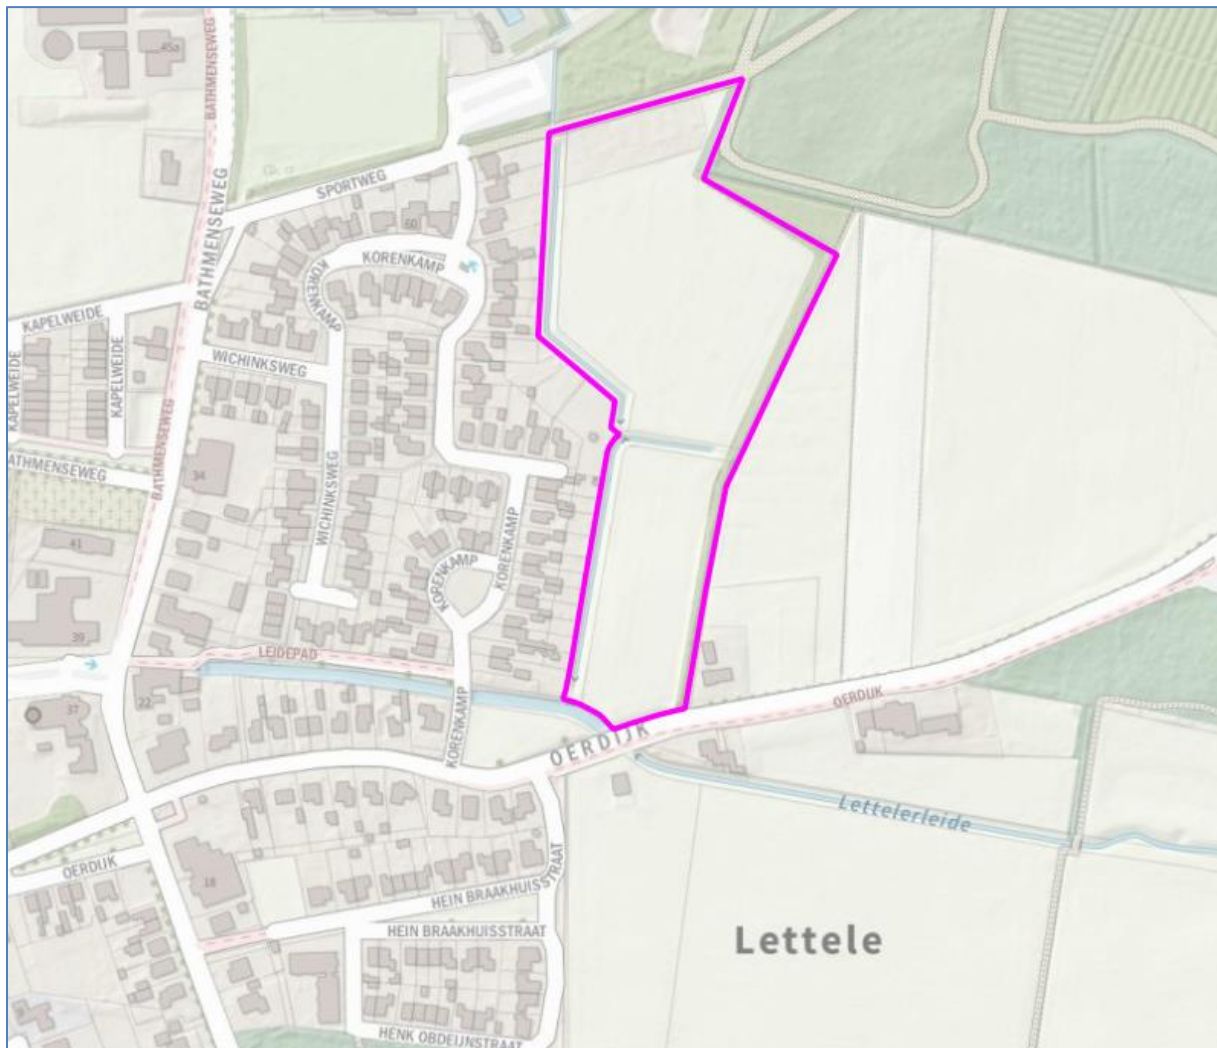 45a
BATHMENSEWEG
SPORTWEG
BATHMENSEWEG
60
KORENKAMP
KORENKAMP
KAPELWEIDE
WICHINKSWEG
KAPELWEIDE
KAPELWEIDE
BATHMENSEWEG
ATHMENSEWEG
34
WICHINKSWEG
KORENKAMP
41
KORENKAMP
39
LEIDEPAD
22
37
KORENKAMP
OERDIJK
OERDIJK
Lettelerleide
OERDIJK
18
HEIN BRAAKHUISSTRAAT
HEIN BRAAKHUISSTRAAT
Lettele
HENK OBDEIJNSTRAAT